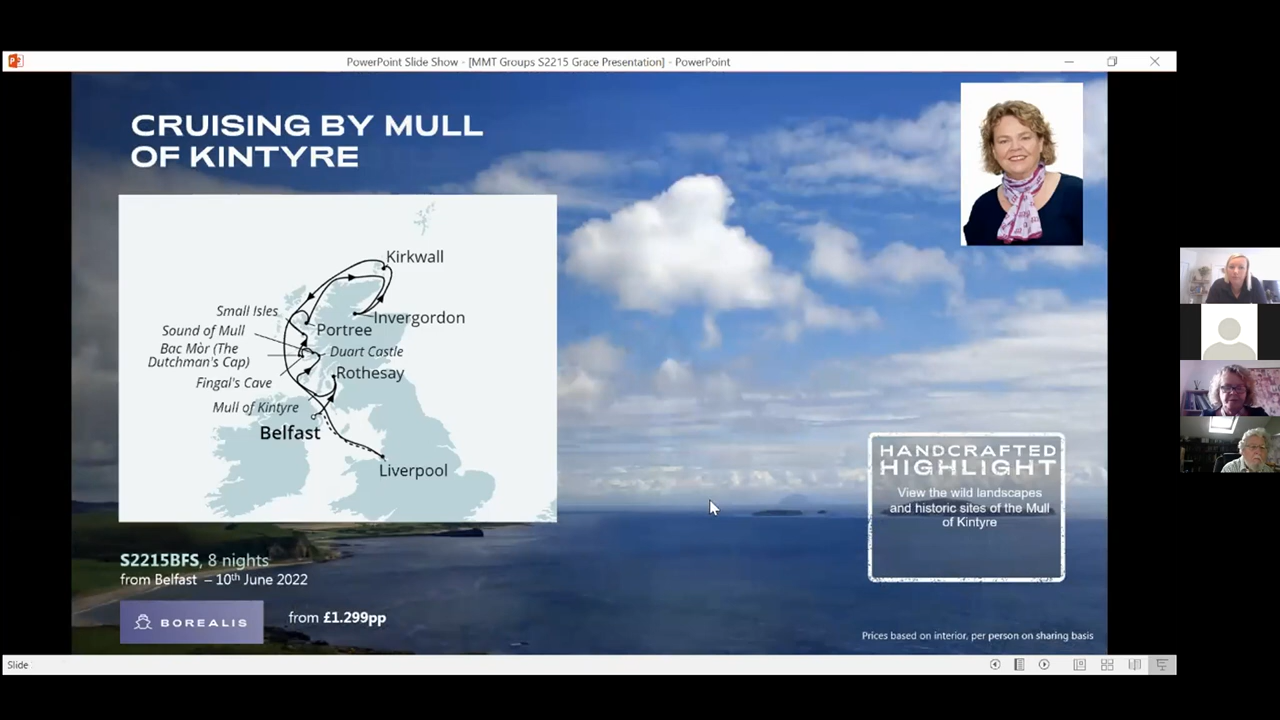 PowerPoint Slide Show - [MMT Groups S2215 Grace Presentation] - PowerPoint
CRUISING BY MULL
OF KINTYRE
Kirkwall
Small Isles
Invergordon
Sound of Mull
Portree
Bac Mòr (The
Dutchman's Cap)
Duart Castle
Fingal's Cave
Rothesay
Mull of Kintyre
Belfast
Liverpool
HANDCRAFTED
HIGHLIGHT
View the wild landscapes
and historic sites of the Mull
of Kintyre
S2215BFS, 8 nights
from Belfast – 10th June 2022
BOREALIS
from £1.299pp
Prices based on interior, per person on sharing basis
Slide